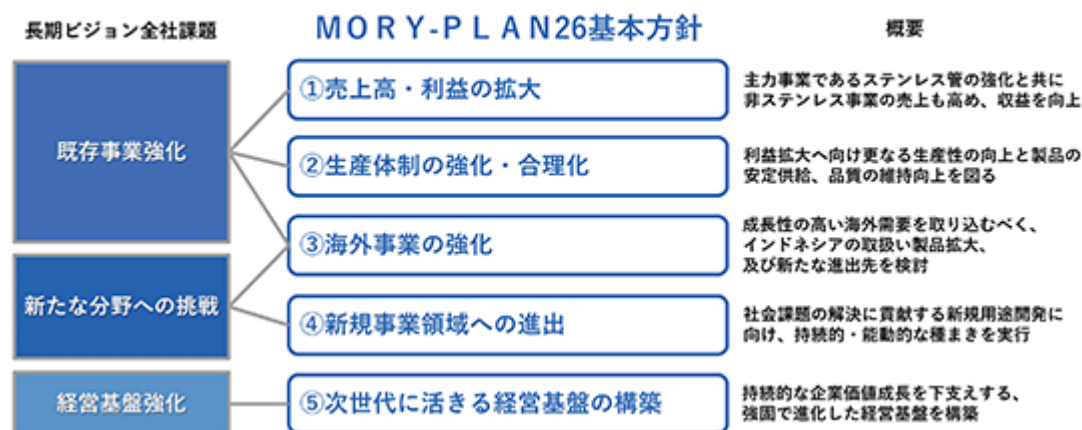 長期ビジョン全社課題
MORY-PLAN26基本方針
概要
既存事業強化
①売上高・利益の拡大
主力事業であるステンレス管の強化と共に
非ステンレス事業の売上も高め、収益を向上
②生産体制の強化・合理化
利益拡大へ向け更なる生産性の向上と製品の
安定供給、品質の維持向上を図る
③海外事業の強化
成長性の高い海外需要を取り込むべく、
インドネシアの取扱い製品拡大、
及び新たな進出先を検討
新たな分野への挑戦
④新規事業領域への進出
社会課題の解決に貢献する新規用途開発に
向け、持続的・能動的な種まきを実行
経営基盤強化
⑤次世代に活きる経営基盤の構築
持続的な企業価値成長を下支えする、
強固で進化した経営基盤を構築